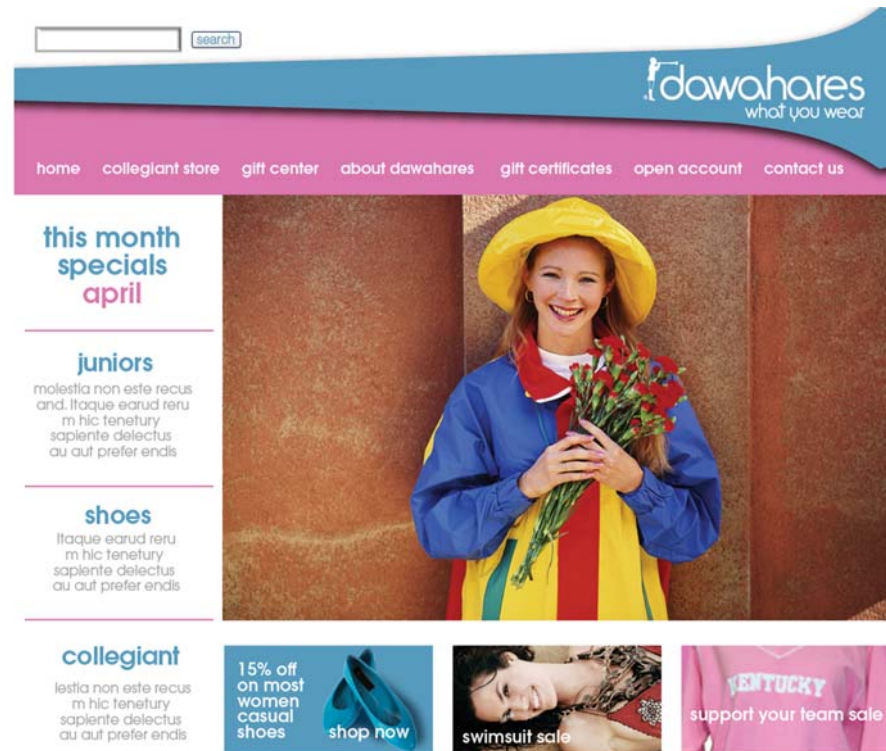 search
dawahares
what you wear
home collegiant store gift center about dawahares gift certificates open account contact us
this month
specials
april
juniors
molestia non este recus
and. Itaque earud reru
m hic tenetury
sapiente delectus
au aut prefer endis
shoes
Itaque earud reru
m hic tenetury
sapiente delectus
au aut prefer endis
collegiant
lestia non este recus
m hic tenetury
sapiente delectus
au aut prefer endis
15% off
on most
women
casual
shoes
shop now
swimsuit sale
KENTUCKY
support your team sale